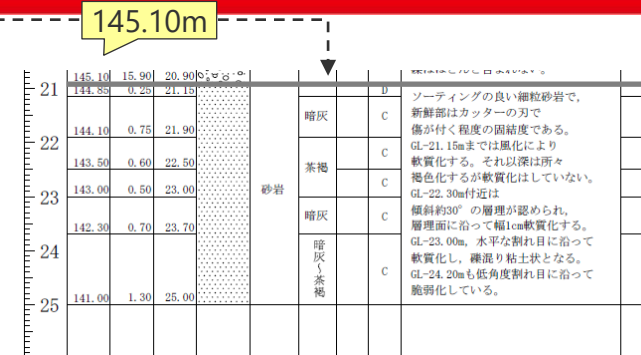 145.10m
145.10 15.90 20.90
21 144.85 0.25 21.15 D
ソーティングの良い細粒砂岩で,
暗灰 C 新鮮部はカッターの刃で
144.10 0.75 21.90 傷が付く程度の固結度である。
22 GL-21.15mまでは風化により
C 軟質化する。それ以深は所々
143.50 0.60 22.50 茶褐
褐色化するが軟質化はしていない。
143.00 0.50 23.00 砂岩 C
23 GL-22.30m付近は
暗灰 C 傾斜約30°の層理が認められ,
142.30 0.70 23.70 層理面に沿って幅1cm軟質化する。
24 GL-23.00m, 水平な割れ目に沿って
暗灰~茶褐 C 軟質化し, 礫混り粘土状となる。
GL-24.20mも低角度割れ目に沿って
141.00 1.30 25.00 脆弱化している。
25